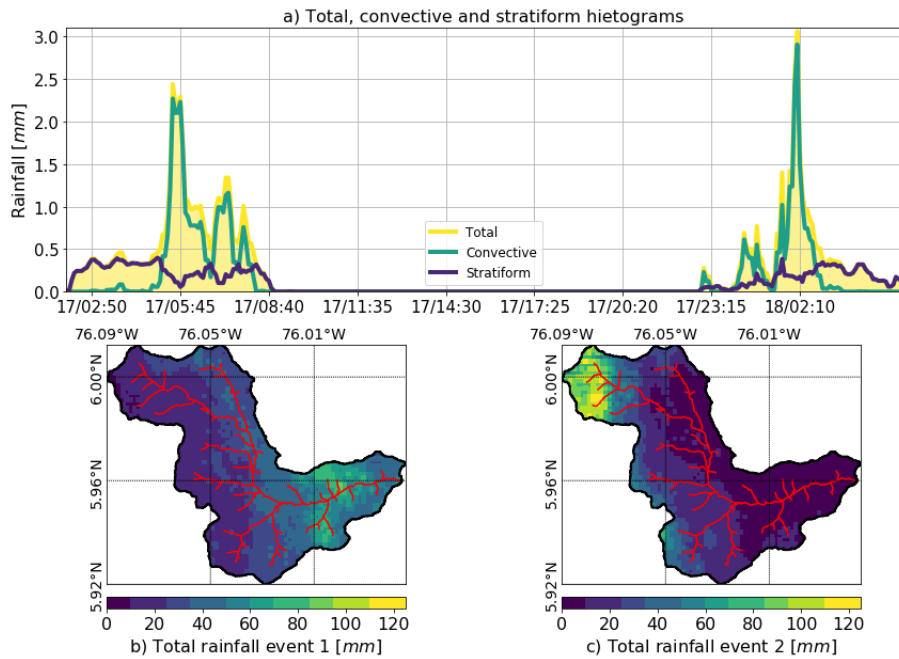 a) Total, convective and stratiform hietograms
Rainfall [mm]
3.0
2.5
2.0
1.5
1.0
0.5
0.0
Total
Convective
Stratiform
17/02:50 17/05:45 17/08:40 17/11:35 17/14:30 17/17:25 17/20:20 17/23:15 18/02:10
76.09°W 76.05°W 76.01°W
6.00°N
5.96°N
5.92°N
0 20 40 60 80 100 120
b) Total rainfall event 1 [mm]
76.09°W 76.05°W 76.01°W
6.00°N
5.96°N
5.92°N
0 20 40 60 80 100 120
c) Total rainfall event 2 [mm]